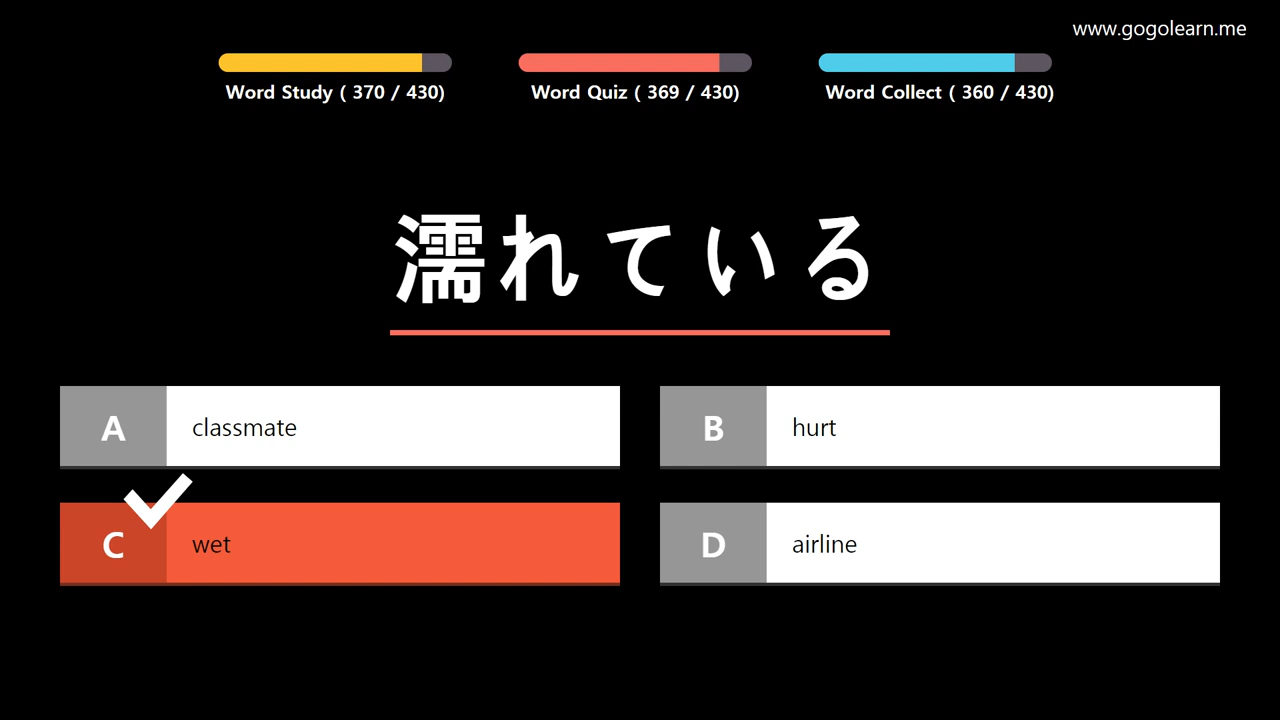 www.gogolearn.me
Word Study ( 370 / 430)
Word Quiz ( 369 / 430)
Word Collect ( 360 / 430)
濡れている
A classmate
B hurt
C wet
D airline